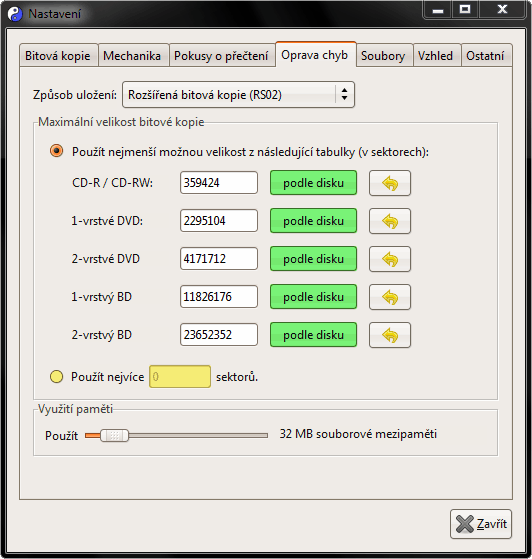 Nastavení
Bitová kopie Mechanika Pokusy o přečtení Oprava chyb Soubory Vzhled Ostatní
Způsob uložení: Rozšířená bitová kopie (RS02)
Maximální velikost bitové kopie
Použít nejmenší možnou velikost z následující tabulky (v sektorech):
CD-R / CD-RW: 359424 podle disku
1-vrstvé DVD: 2295104 podle disku
2-vrstvé DVD 4171712 podle disku
1-vrstvý BD 11826176 podle disku
2-vrstvý BD 23652352 podle disku
Použít nejvíce 0 sektorů.
Využití paměti
Použít 32 MB souborové mezipaměti
Zavřít